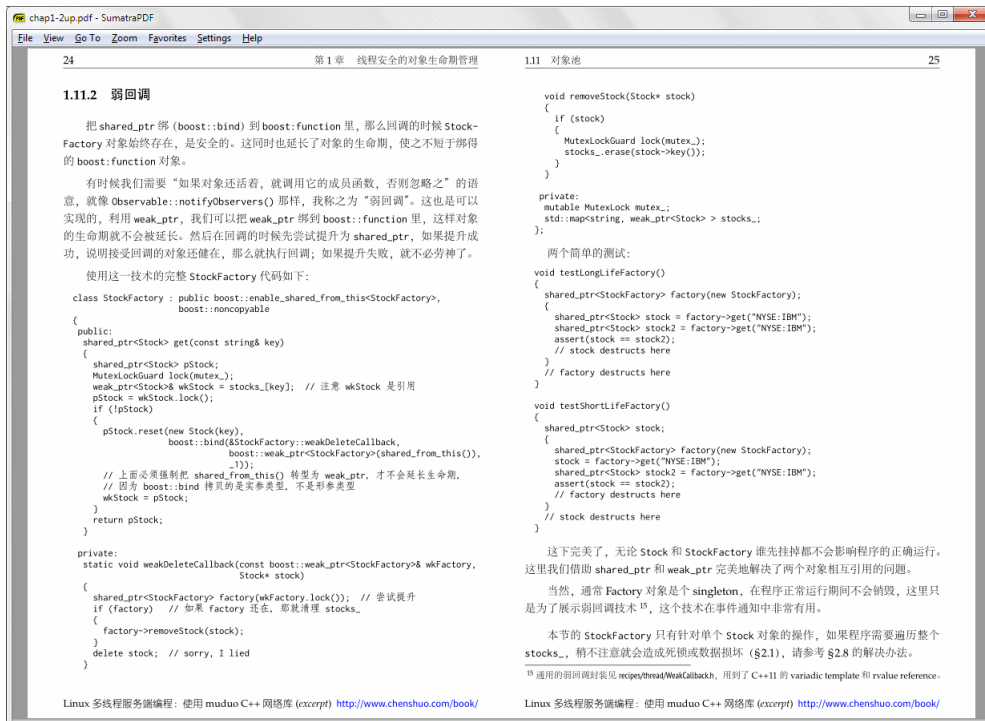 chap1-2up.pdf - SumatraPDF
File View Go To Zoom Favorites Settings Help
24 第 1 章 线程安全的对象生命期管理
1.11.2 弱回调
把 shared_ptr 绑 (boost::bind) 到 boost:function 里，那么回调的时候 Stock-
Factory 对象始终存在，是安全的。这同时也延长了对象的生命期，使之不短于绑得
的 boost:function 对象。
有时候我们需要“如果对象还活着，就调用它的成员函数，否则忽略之”的语
意，就像 Observable::notifyObservers() 那样，我称之为“弱回调”。这也是可以
实现的，利用 weak_ptr，我们可以把 weak_ptr 绑到 boost::function 里，这样对象
的生命期就不会被延长。然后在回调的时候先尝试提升为 shared_ptr，如果提升成
功，说明接受回调的对象还健在，那么就执行回调；如果提升失败，就不必劳神了。
使用这一技术的完整 StockFactory 代码如下：
class StockFactory : public boost::enable_shared_from_this<StockFactory>,
boost::noncopyable
{
public:
shared_ptr<Stock> get(const string& key)
{
shared_ptr<Stock> pStock;
MutexLockGuard lock(mutex_);
weak_ptr<Stock>& wkStock = stocks_[key]; // 注意 wkStock 是引用
pStock = wkStock.lock();
if (!pStock)
{
pStock.reset(new Stock(key),
boost::bind(&StockFactory::weakDeleteCallback,
boost::weak_ptr<StockFactory>(shared_from_this()),
_1));
// 上面必须强制把 shared_from_this() 转型为 weak_ptr，才不会延长生命期，
// 因为 boost::bind 拷贝的是实参类型，不是形参类型
wkStock = pStock;
}
return pStock;
}
private:
static void weakDeleteCallback(const boost::weak_ptr<StockFactory>& wkFactory,
Stock* stock)
{
shared_ptr<StockFactory> factory(wkFactory.lock()); // 尝试提升
if (factory) // 如果 factory 还在，那就清理 stocks_
{
factory->removeStock(stock);
}
delete stock; // sorry, I lied
}
Linux 多线程服务端编程：使用 muduo C++ 网络库 (excerpt) http://www.chenshuo.com/book/
1.11 对象池 25
void removeStock(Stock* stock)
{
if (stock)
{
MutexLockGuard lock(mutex_);
stocks_.erase(stock->key());
}
}
private:
mutable MutexLock mutex_;
std::map<string, weak_ptr<Stock> > stocks_;
};
两个简单的测试：
void testLongLifeFactory()
{
shared_ptr<StockFactory> factory(new StockFactory);
{
shared_ptr<Stock> stock = factory->get("NYSE:IBM");
shared_ptr<Stock> stock2 = factory->get("NYSE:IBM");
assert(stock == stock2);
// stock destructs here
}
// factory destructs here
}
void testShortLifeFactory()
{
shared_ptr<Stock> stock;
{
shared_ptr<StockFactory> factory(new StockFactory);
stock = factory->get("NYSE:IBM");
shared_ptr<Stock> stock2 = factory->get("NYSE:IBM");
assert(stock == stock2);
// factory destructs here
}
// stock destructs here
}
这下完美了，无论 Stock 和 StockFactory 谁先挂掉都不会影响程序的正确运行。
这里我们借助 shared_ptr 和 weak_ptr 完美地解决了两个对象相互引用的问题。
当然，通常 Factory 对象是个 singleton，在程序正常运行期间不会销毁，这里只
是为了展示弱回调技术 15，这个技术在事件通知中非常有用。
本节的 StockFactory 只有针对单个 Stock 对象的操作，如果程序需要遍历整个
stocks_，稍不注意就会造成死锁或数据损坏（§2.1），请参考 §2.8 的解决办法。
15 通用的弱回调封装见 recipes/thread/WeakCallback.h，用到了 C++11 的 variadic template 和 rvalue reference。
Linux 多线程服务端编程：使用 muduo C++ 网络库 (excerpt) http://www.chenshuo.com/book/